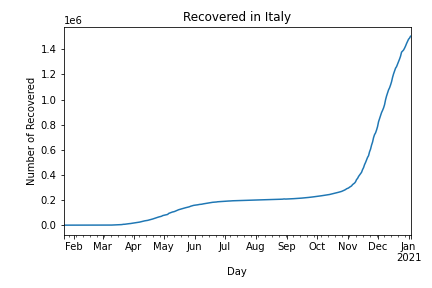 Recovered in Italy
1e6
Number of Recovered
1.4
1.2
1.0
0.8
0.6
0.4
0.2
0.0
Feb Mar Apr May Jun Jul Aug Sep Oct Nov Dec Jan
2021
Day